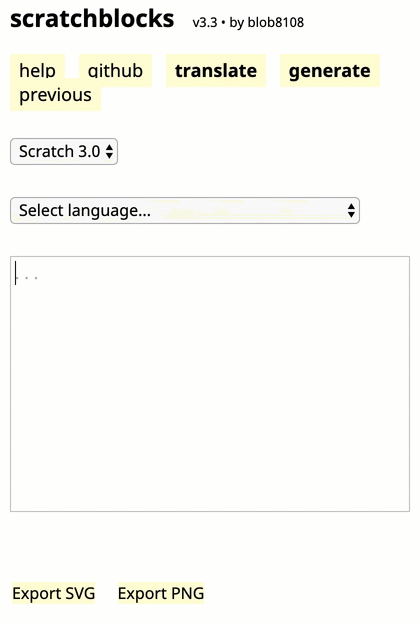 scratchblocks v3.3 • by blob8108
help github translate generate
previous
Scratch 3.0
Select language...
...
Export SVG Export PNG